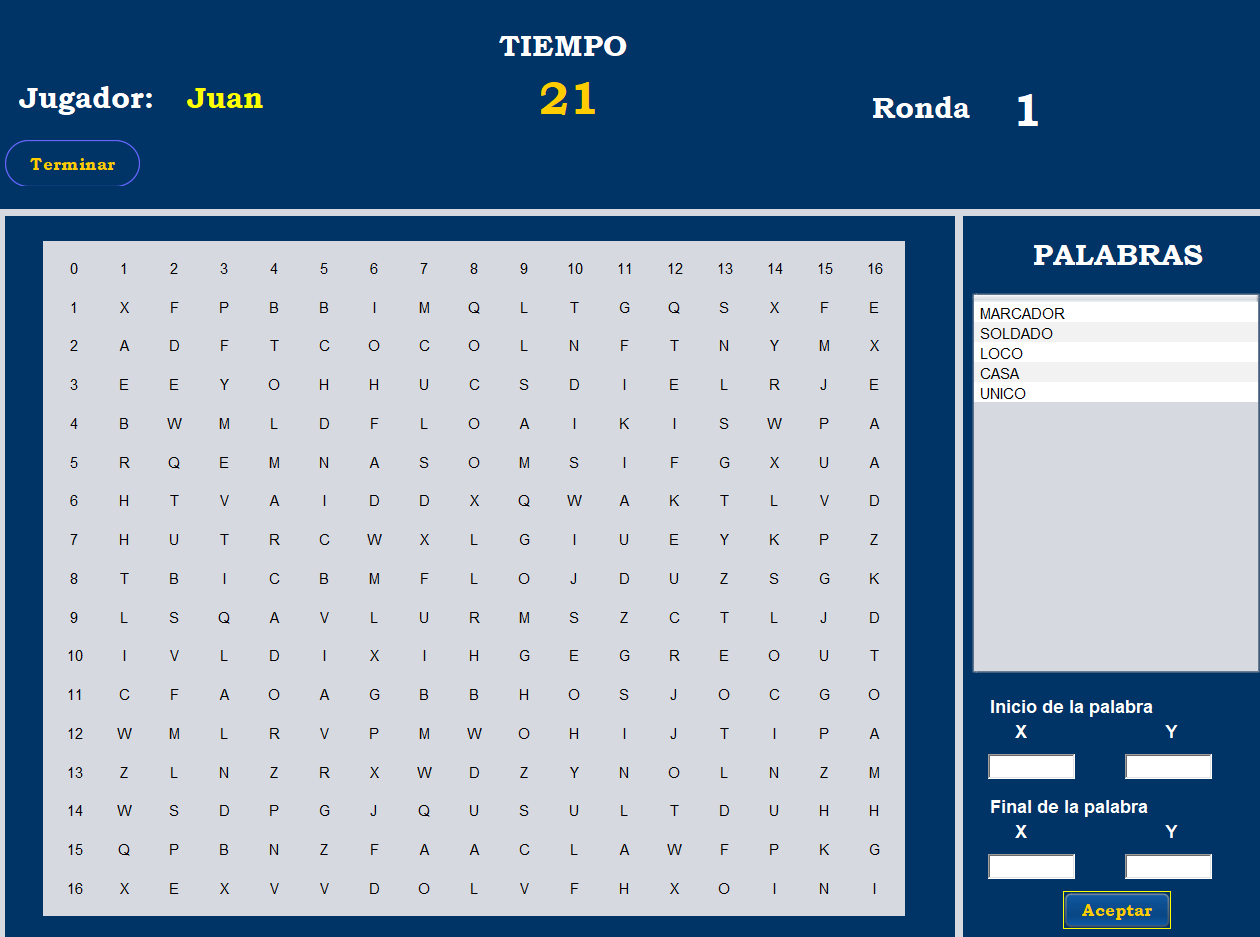 TIEMPO
Jugador: Juan
21
Ronda 1
Terminar
0 1 2 3 4 5 6 7 8 9 10 11 12 13 14 15 16
1 X F P B B I M Q L T G Q S X F E
2 A D F T C O C O L N F T N Y M X
3 E E Y O H H U C S D I E L R J E
4 B W M L D F L O A I K I S W P A
5 R Q E M N A S O M S I F G X U A
6 H T V A I D D X Q W A K T L V D
7 H U T R C W X L G I U E Y K P Z
8 T B I C B M F L O J D U Z S G K
9 L S Q A V L U R M S Z C T L J D
10 I V L D I X I H G E G R E O U T
11 C F A O A G B B H O S J O C G O
12 W M L R V P M W O H I J T I P A
13 Z L N Z R X W D Z Y N O L N Z M
14 W S D P G J Q U S U L T D U H H
15 Q P B N Z F A A C L A W F P K G
16 X E X V V D O L V F H X O I N I
PALABRAS
MARCADOR
SOLDADO
LOCO
CASA
UNICO
Inicio de la palabra
X Y
Final de la palabra
X Y
Aceptar